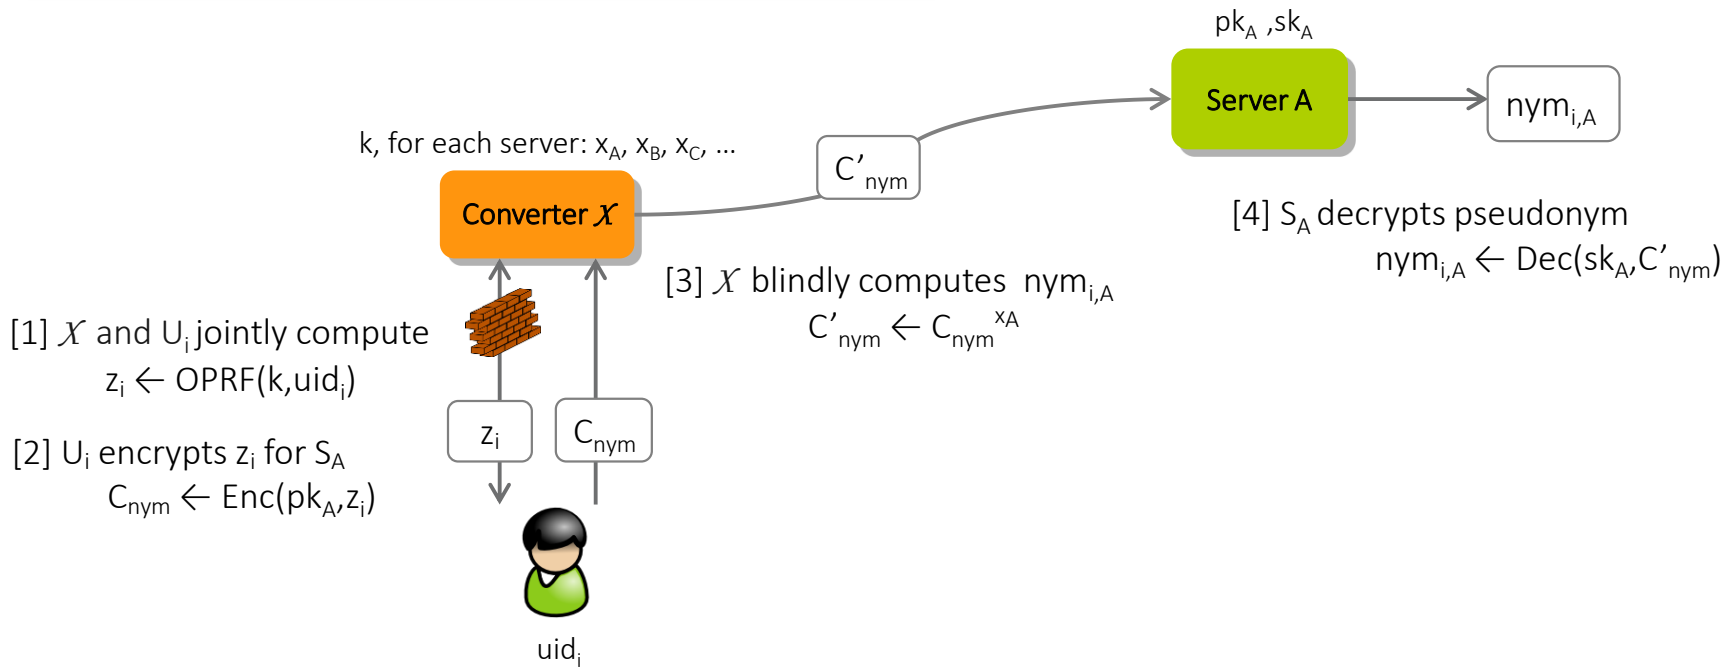 pk_A ,sk_A
Server A
nym_i,A
k, for each server: x_A, x_B, x_C, ...
C’_nym
Converter 𝒳
[4] S_A decrypts pseudonym
nym_i,A ← Dec(sk_A,C’_nym)
[3] 𝒳 blindly computes nym_i,A
C’_nym ← C_nym^x_A
[1] 𝒳 and U_i jointly compute
z_i ← OPRF(k,uid_i)
z_i
C_nym
[2] U_i encrypts z_i for S_A
C_nym ← Enc(pk_A,z_i)
uid_i